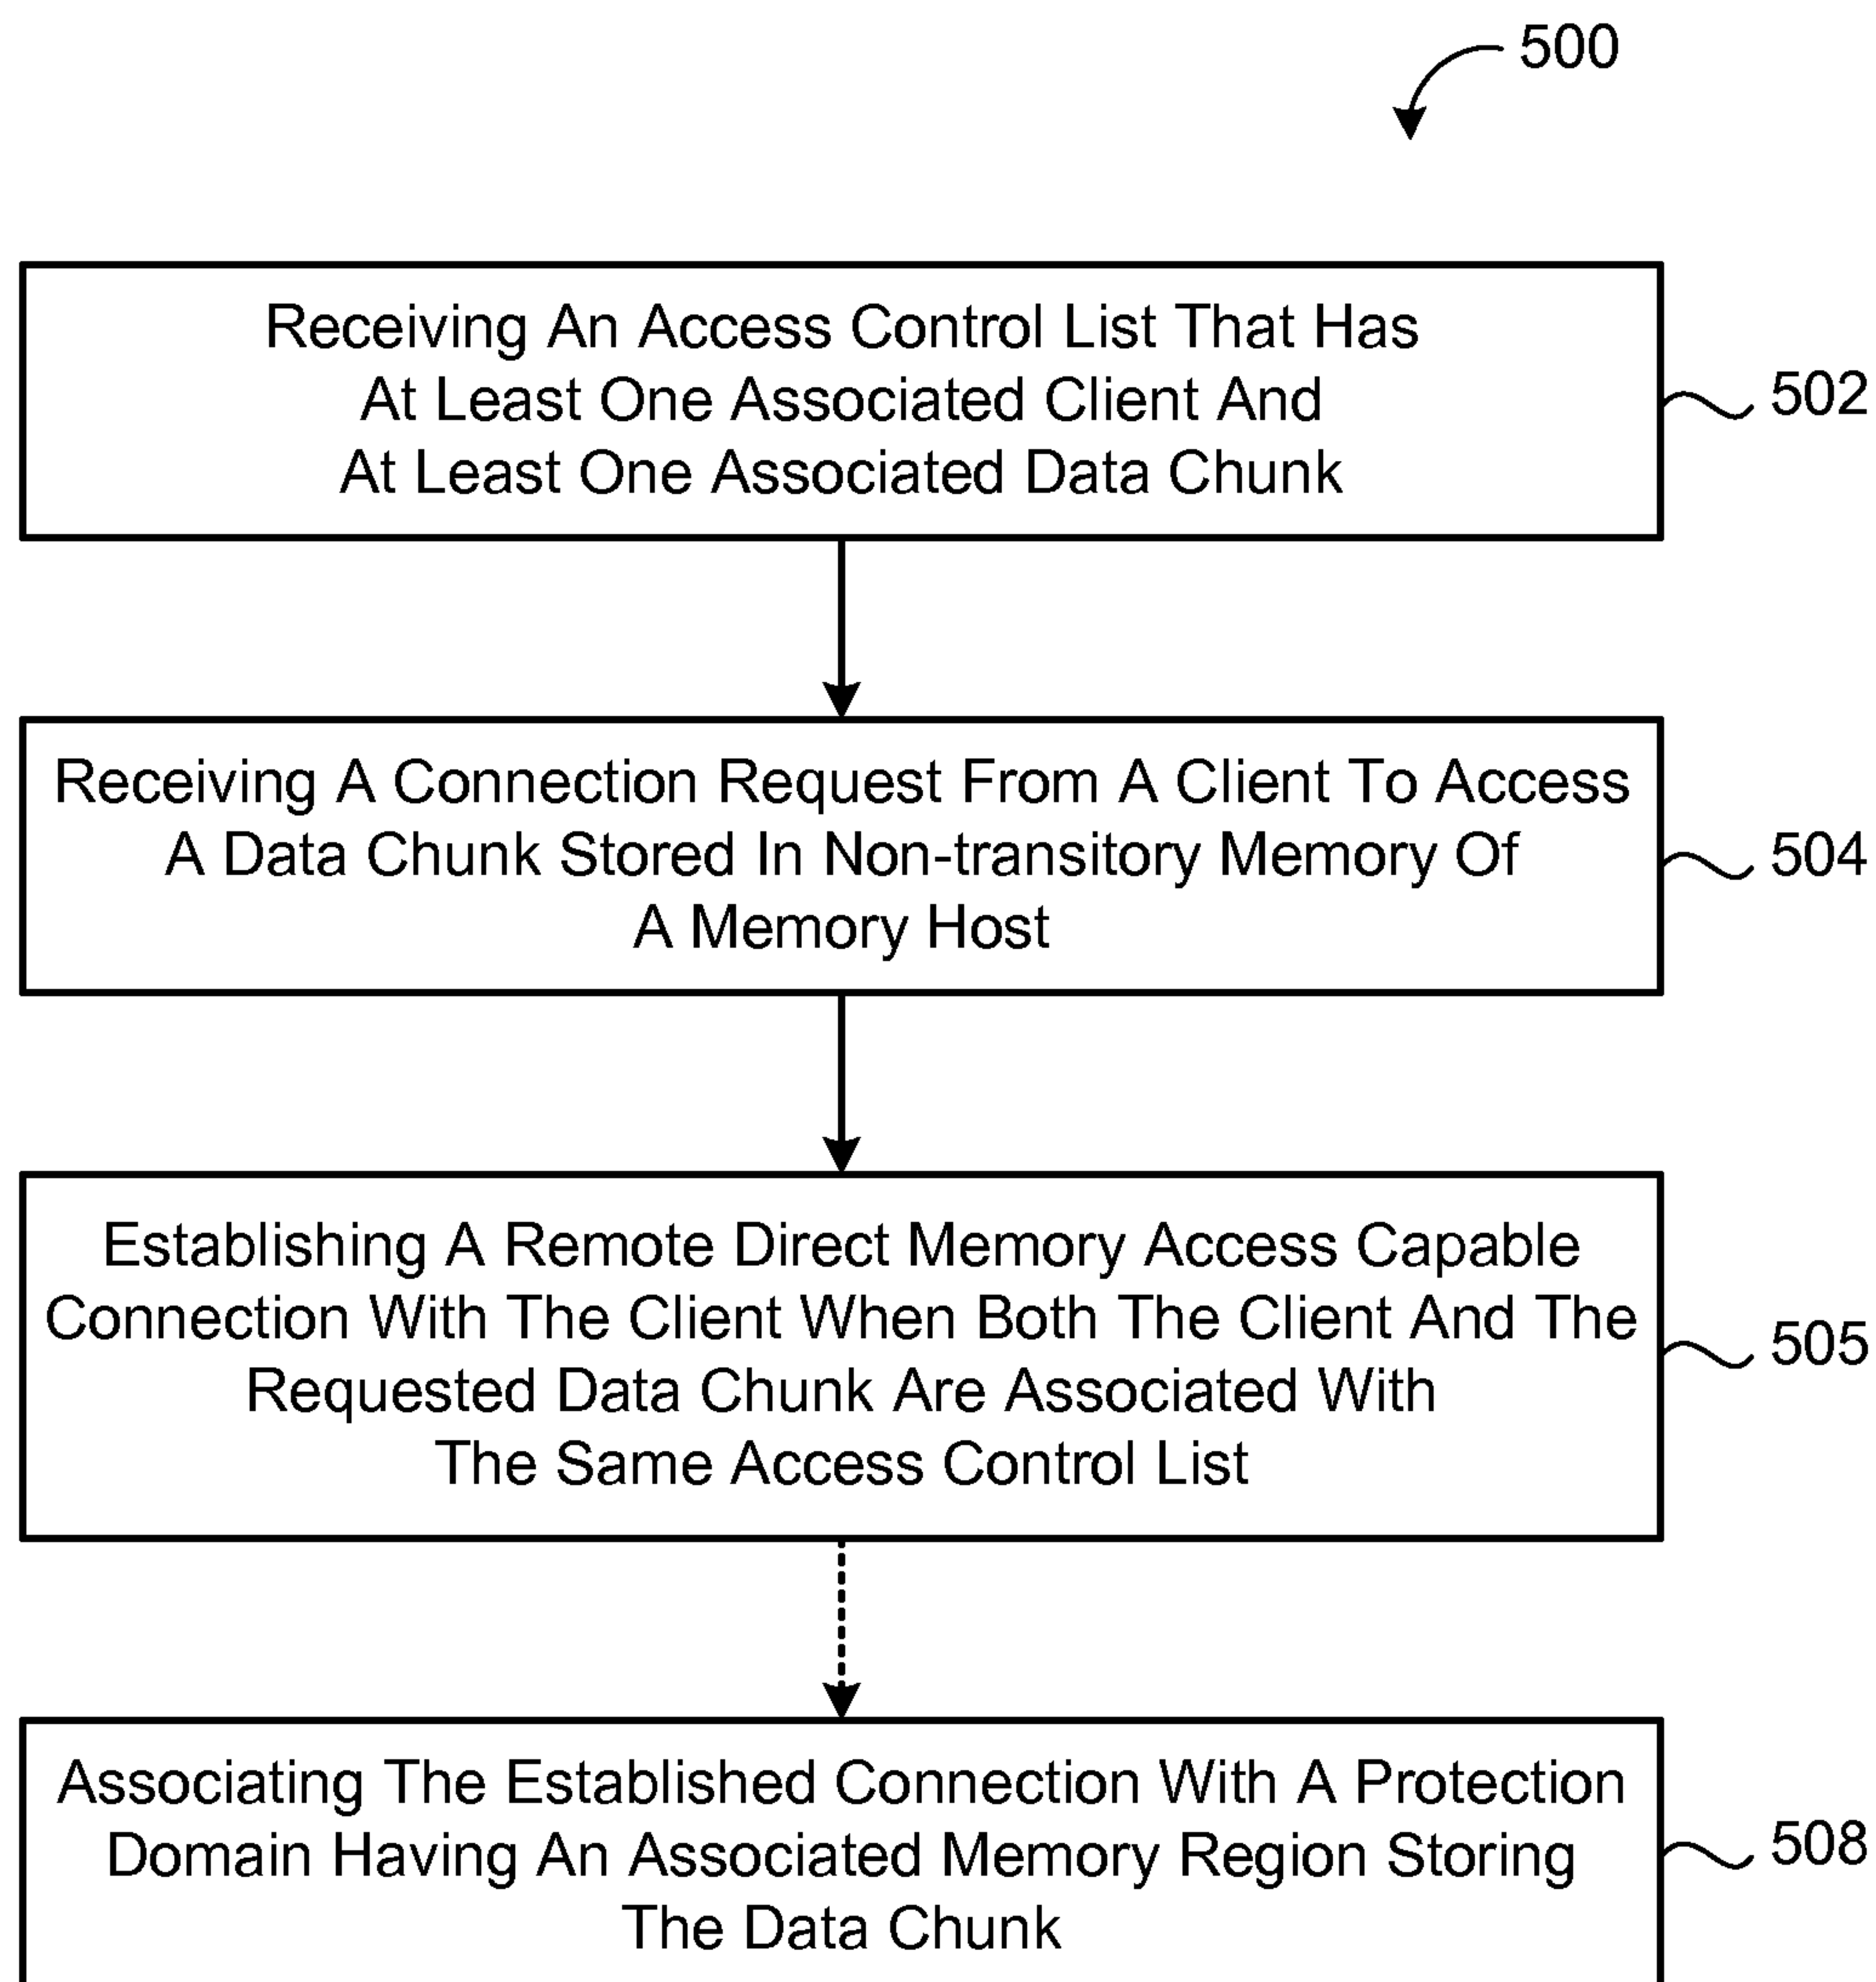 500
Receiving An Access Control List That Has
At Least One Associated Client And
At Least One Associated Data Chunk
502
Receiving A Connection Request From A Client To Access
A Data Chunk Stored In Non-transitory Memory Of
A Memory Host
504
Establishing A Remote Direct Memory Access Capable
Connection With The Client When Both The Client And The
Requested Data Chunk Are Associated With
The Same Access Control List
505
Associating The Established Connection With A Protection
Domain Having An Associated Memory Region Storing
The Data Chunk
508